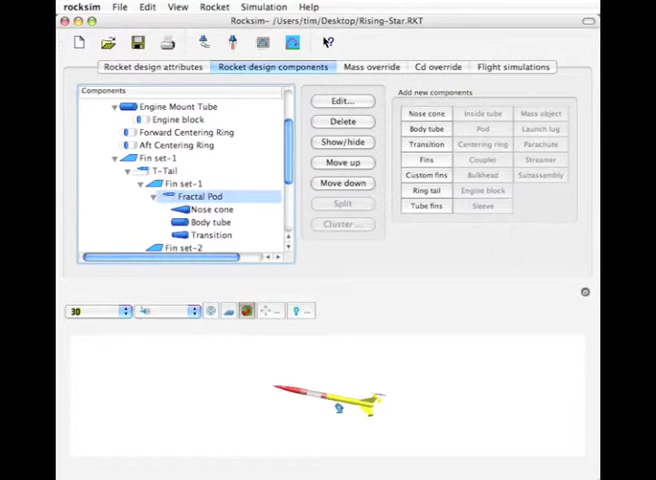 rocksim File Edit View Rocket Simulation Help
Rocksim- /Users/tim/Desktop/Rising-Star.RKT
Rocket design attributes Rocket design components Mass override Cd override Flight simulations
Components
Engine Mount Tube
Engine block
Forward Centering Ring
Aft Centering Ring
Fin set-1
T-Tail
Fin set-1
Fractal Pod
Nose cone
Body tube
Transition
Fin set-2
Edit...
Delete
Show/hide
Move up
Move down
Split
Cluster...
Add new components
Nose cone Inside tube Mass object
Body tube Pod Launch lug
Transition Centering ring Parachute
Fins Coupler Streamer
Custom fins Bulkhead Subassembly
Ring tail Engine block
Tube fins Sleeve
30